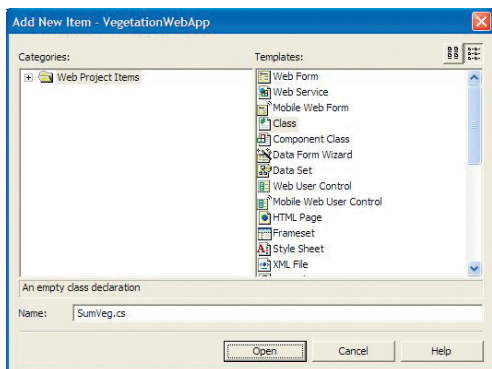 Add New Item - VegetationWebApp
Categories:
Templates:
Web Project Items
Web Form
Web Service
Mobile Web Form
Class
Component Class
Data Form Wizard
Data Set
Web User Control
Mobile Web User Control
HTML Page
Frameset
Style Sheet
XML File
An empty class declaration
Name:
SumVeg.cs
Open
Cancel
Help